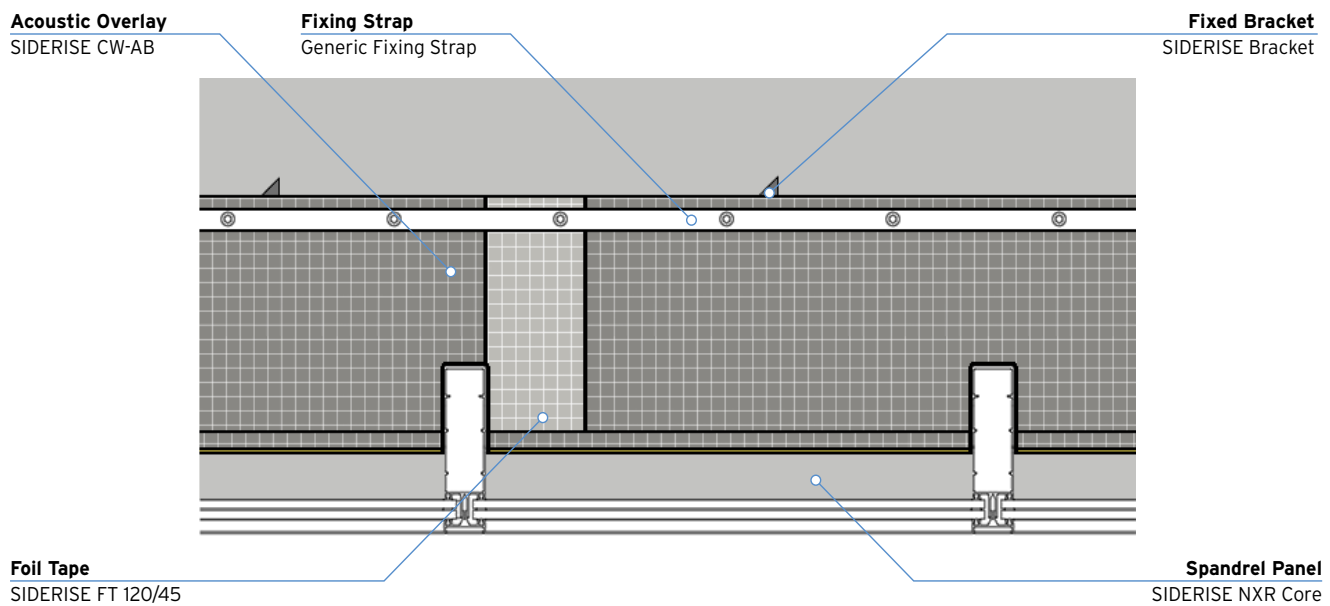 Acoustic Overlay
SIDERISE CW-AB
Fixing Strap
Generic Fixing Strap
Fixed Bracket
SIDERISE Bracket
Foil Tape
SIDERISE FT 120/45
Spandrel Panel
SIDERISE NXR Core